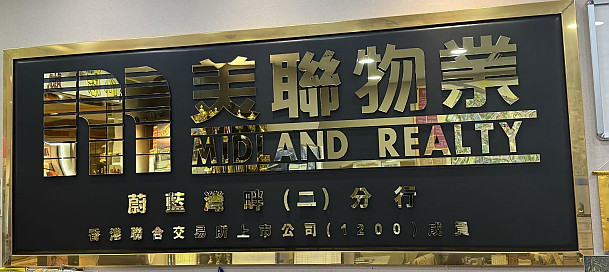 美聯物業
MIDLAND REALTY
蔚藍灣畔(二)分行
香港聯合交易所上市公司(1200)成員